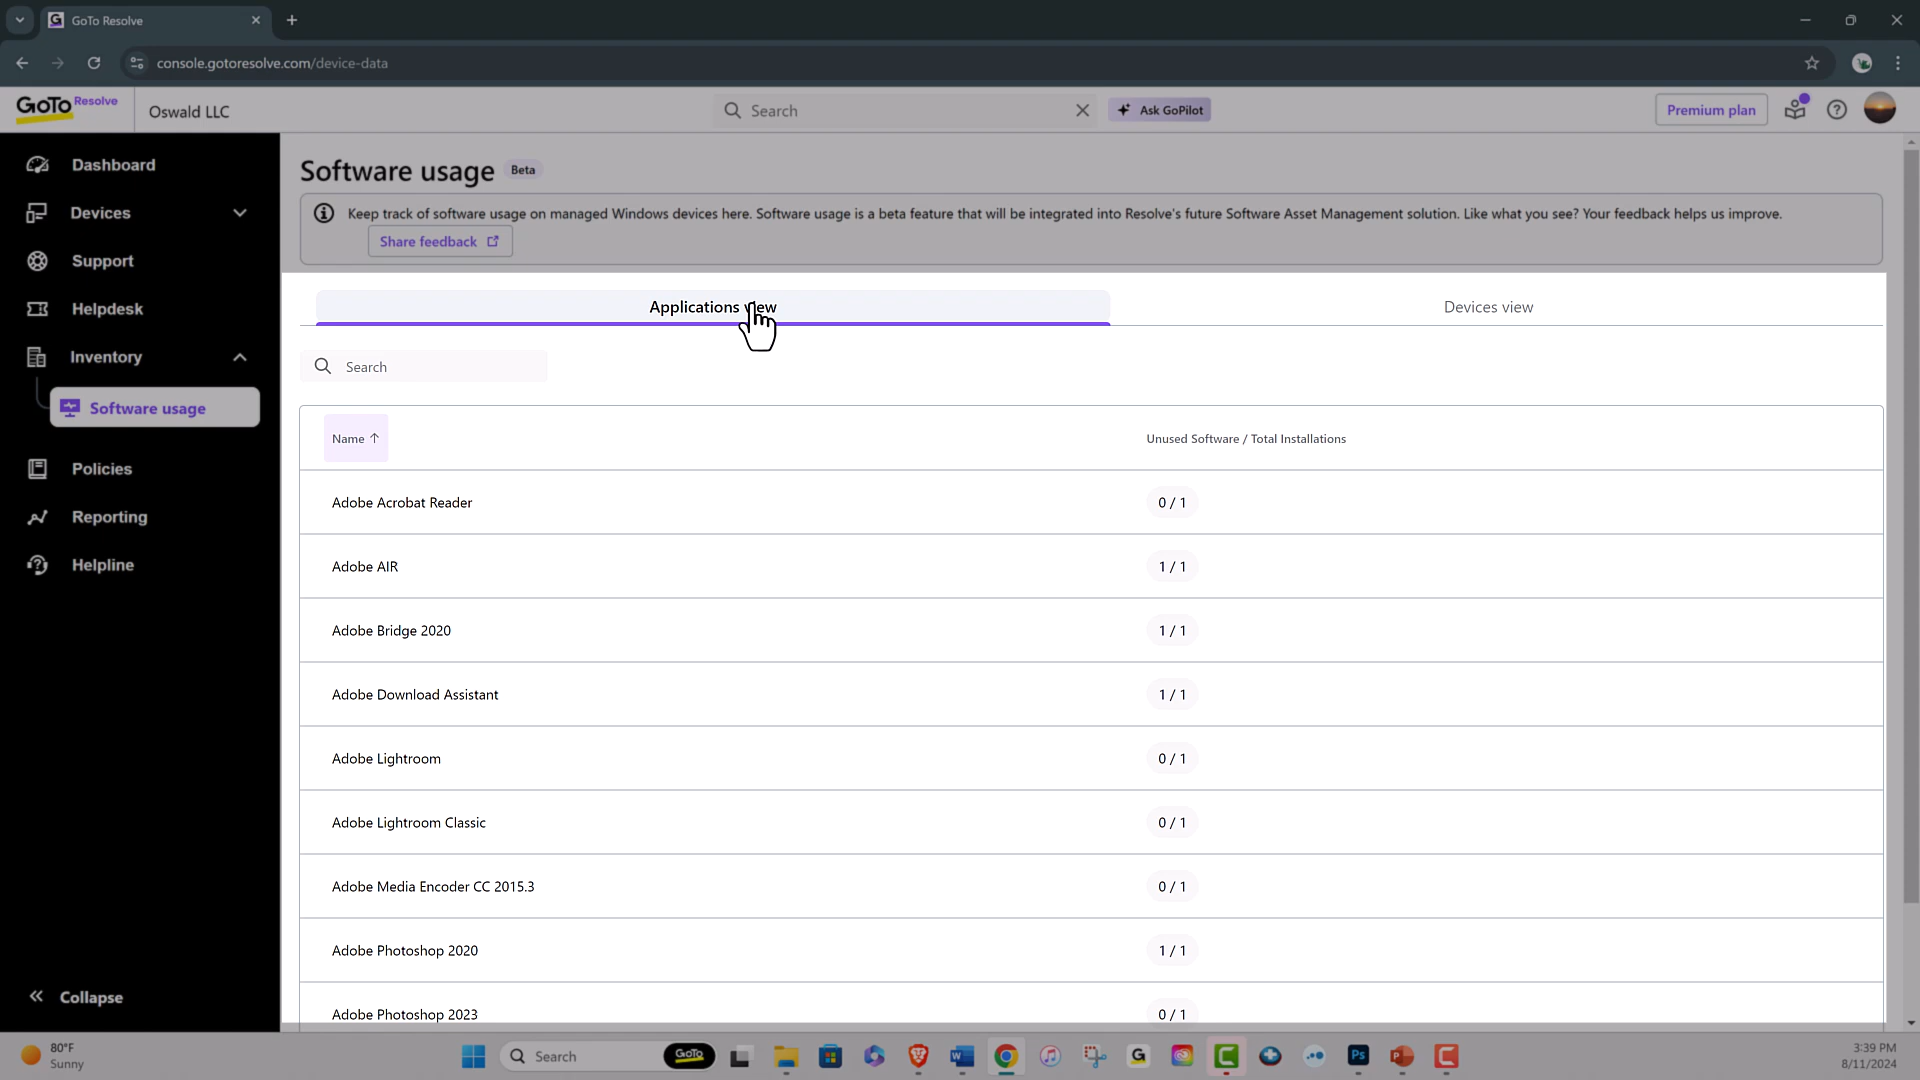 GoTo Resolve
console.gotoresolve.com/device-data
GoTo Resolve
Oswald LLC
Search
Ask GoPilot
Premium plan
Dashboard
Devices
Support
Helpdesk
Inventory
Software usage
Policies
Reporting
Helpline
Collapse
Software usage Beta
Keep track of software usage on managed Windows devices here. Software usage is a beta feature that will be integrated into Resolve's future Software Asset Management solution. Like what you see? Your feedback helps us improve.
Share feedback
Applications view
Devices view
Search
Name Unused Software / Total Installations
Adobe Acrobat Reader 0 / 1
Adobe AIR 1 / 1
Adobe Bridge 2020 1 / 1
Adobe Download Assistant 1 / 1
Adobe Lightroom 0 / 1
Adobe Lightroom Classic 0 / 1
Adobe Media Encoder CC 2015.3 0 / 1
Adobe Photoshop 2020 1 / 1
Adobe Photoshop 2023 0 / 1
80°F
Sunny
Search
GoTo
3:39 PM
8/11/2024